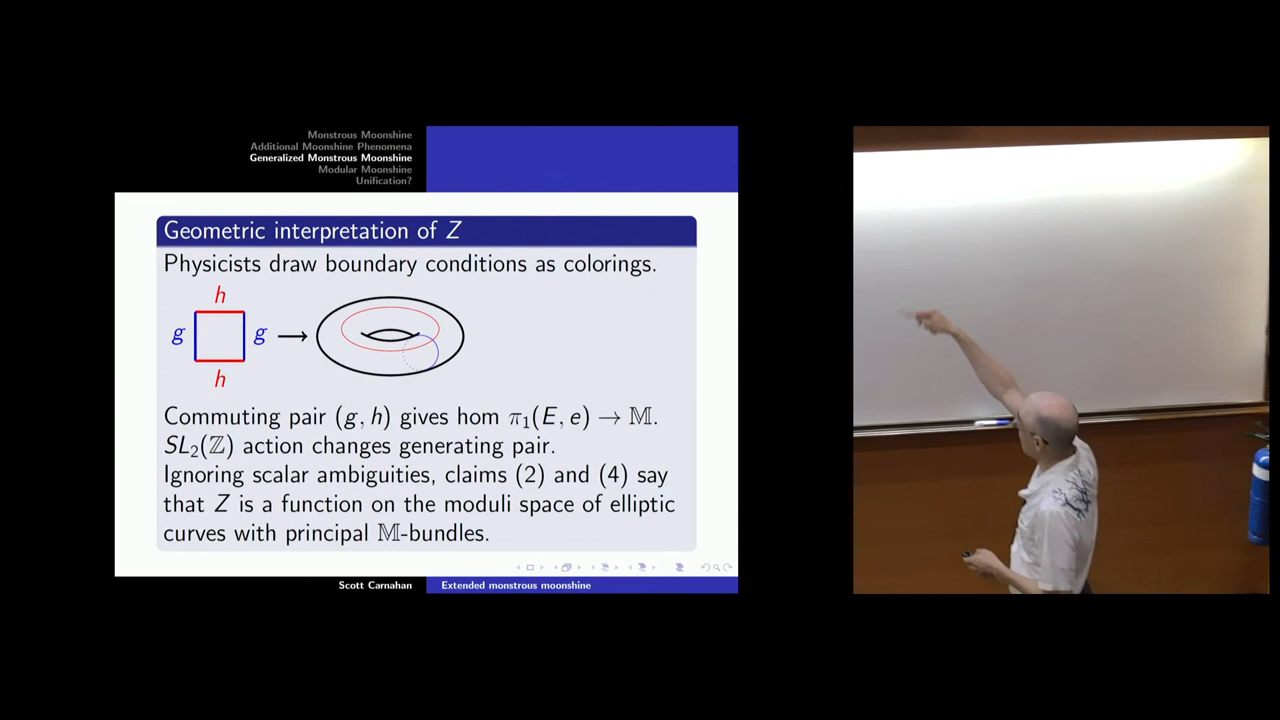 Monstrous Moonshine
Additional Moonshine Phenomena
Generalized Monstrous Moonshine
Modular Moonshine
Unification?
Geometric interpretation of Z
Physicists draw boundary conditions as colorings.
h
g g
h
Commuting pair (g, h) gives hom π₁(E, e) → 𝕄.
SL₂(ℤ) action changes generating pair.
Ignoring scalar ambiguities, claims (2) and (4) say
that Z is a function on the moduli space of elliptic
curves with principal 𝕄-bundles.
Scott Carnahan Extended monstrous moonshine